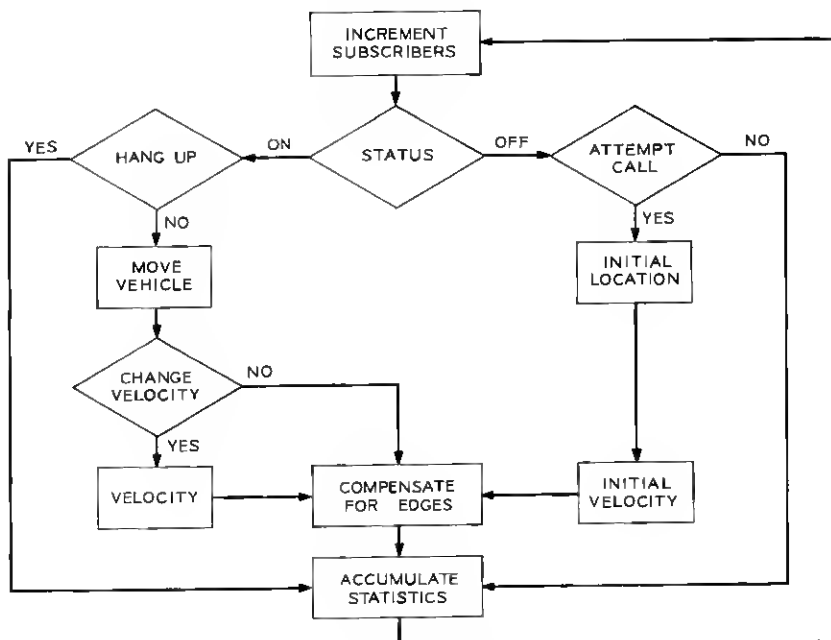 INCREMENT
SUBSCRIBERS
YES
HANG UP
ON
STATUS
OFF
ATTEMPT
CALL
NO
NO
YES
MOVE
VEHICLE
INITIAL
LOCATION
CHANGE
VELOCITY
NO
YES
VELOCITY
COMPENSATE
FOR EDGES
INITIAL
VELOCITY
ACCUMULATE
STATISTICS